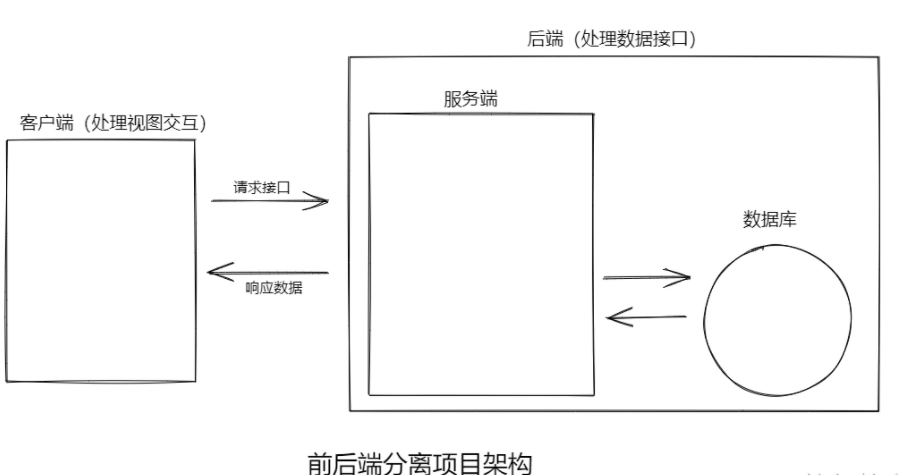 后端（处理数据接口）
服务端
客户端（处理视图交互）
请求接口
数据库
响应数据
前后端分离项目架构